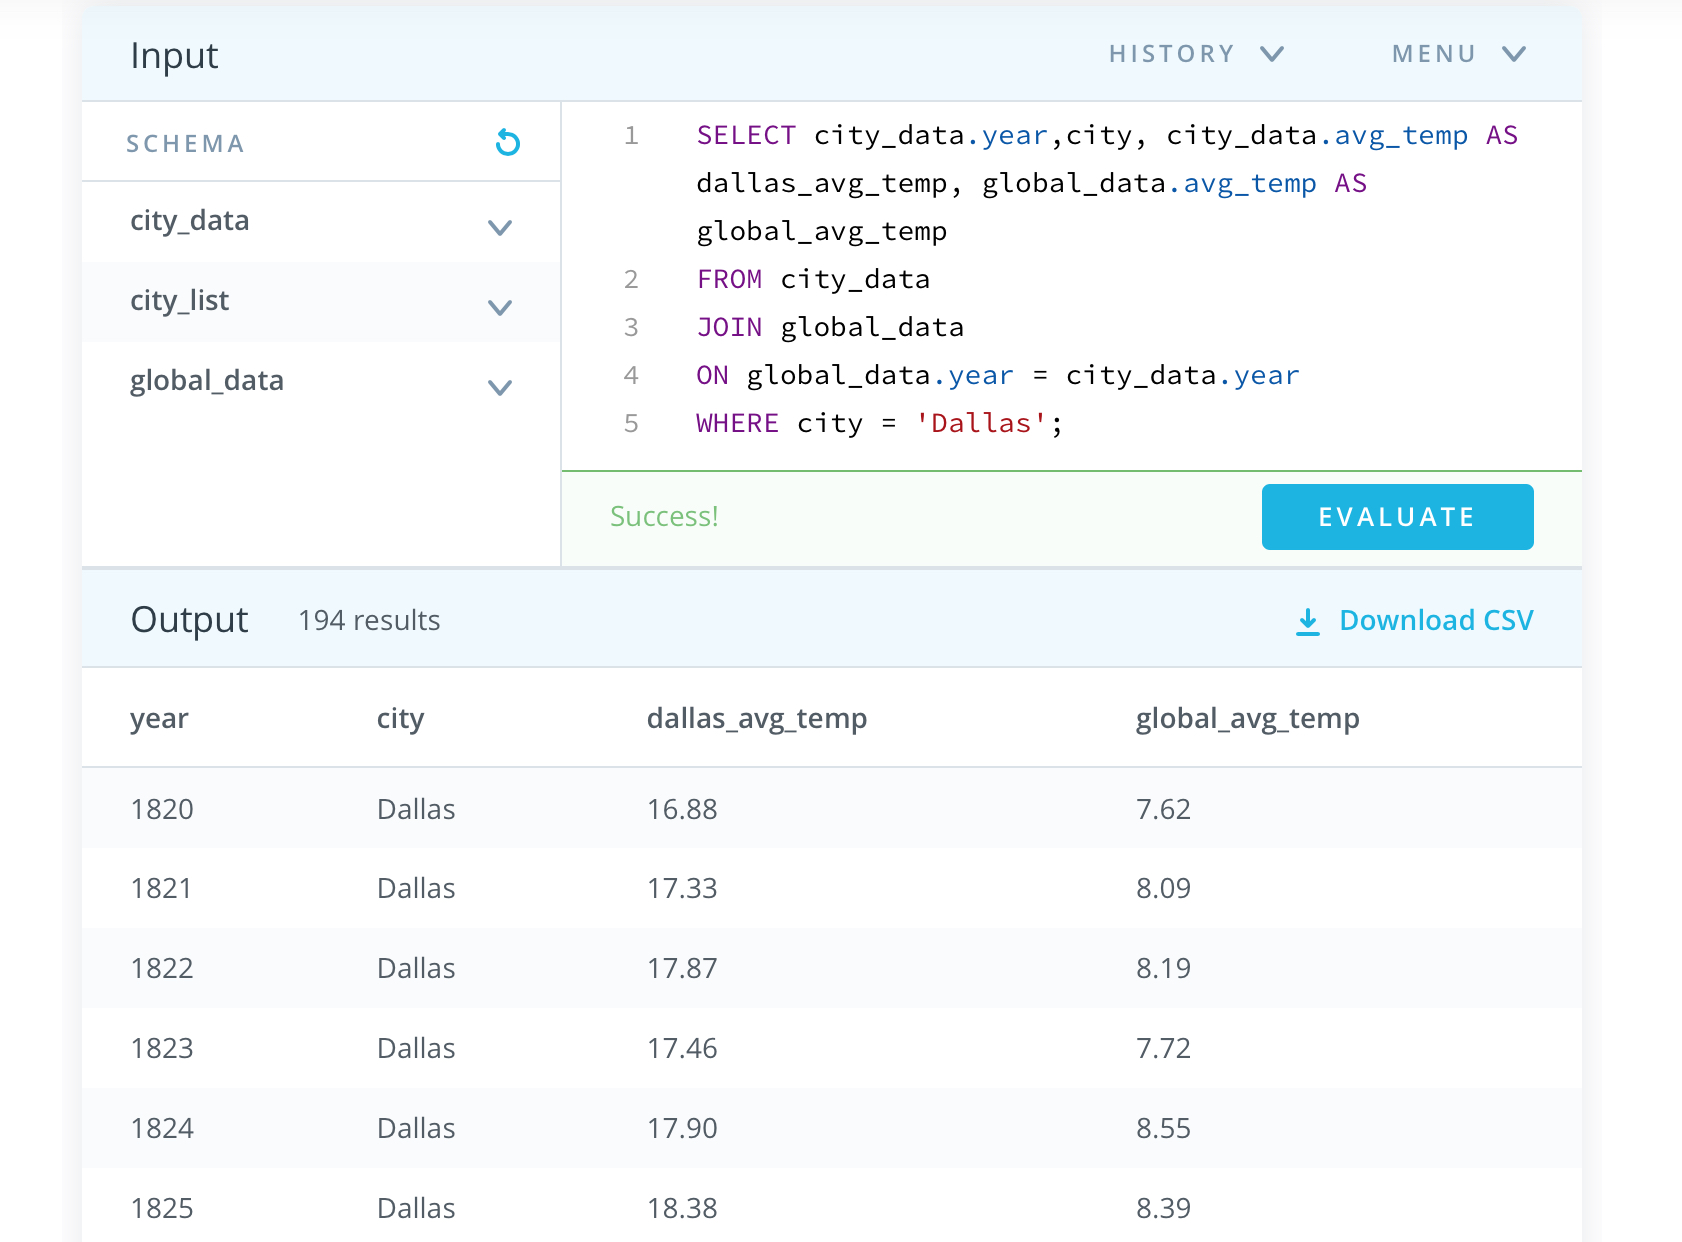 Input
HISTORY
MENU
SCHEMA
city_data
city_list
global_data
1 SELECT city_data.year,city, city_data.avg_temp AS
dallas_avg_temp, global_data.avg_temp AS
global_avg_temp
2 FROM city_data
3 JOIN global_data
4 ON global_data.year = city_data.year
5 WHERE city = 'Dallas';
Success!
EVALUATE
Output 194 results
Download CSV
year city dallas_avg_temp global_avg_temp
1820 Dallas 16.88 7.62
1821 Dallas 17.33 8.09
1822 Dallas 17.87 8.19
1823 Dallas 17.46 7.72
1824 Dallas 17.90 8.55
1825 Dallas 18.38 8.39